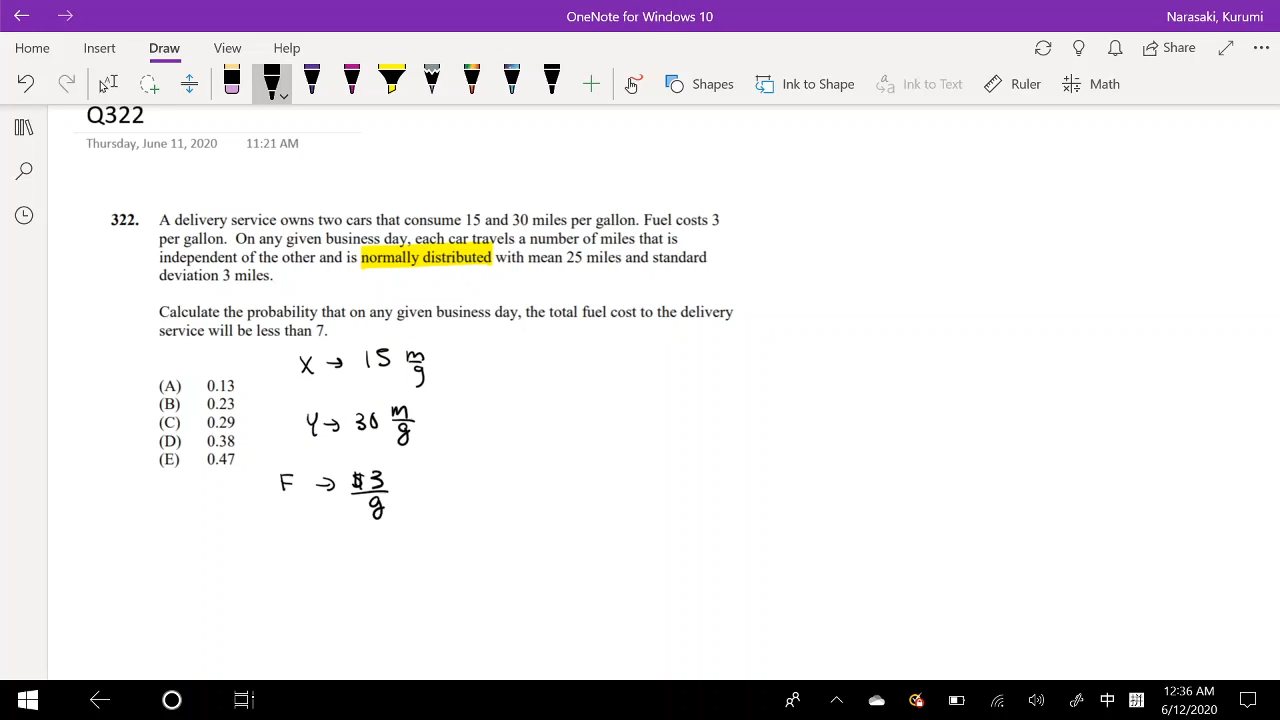 OneNote for Windows 10
Narasaki, Kurumi
Home Insert Draw View Help
Share
Shapes Ink to Shape Ink to Text Ruler Math
Q322
Thursday, June 11, 2020 11:21 AM
322. A delivery service owns two cars that consume 15 and 30 miles per gallon. Fuel costs 3
per gallon. On any given business day, each car travels a number of miles that is
independent of the other and is normally distributed with mean 25 miles and standard
deviation 3 miles.
Calculate the probability that on any given business day, the total fuel cost to the delivery
service will be less than 7.
X → 15 m/g
(A) 0.13
(B) 0.23
(C) 0.29
(D) 0.38
(E) 0.47
Y → 30 m/g
F → $3/g
中 拼
12:36 AM
6/12/2020